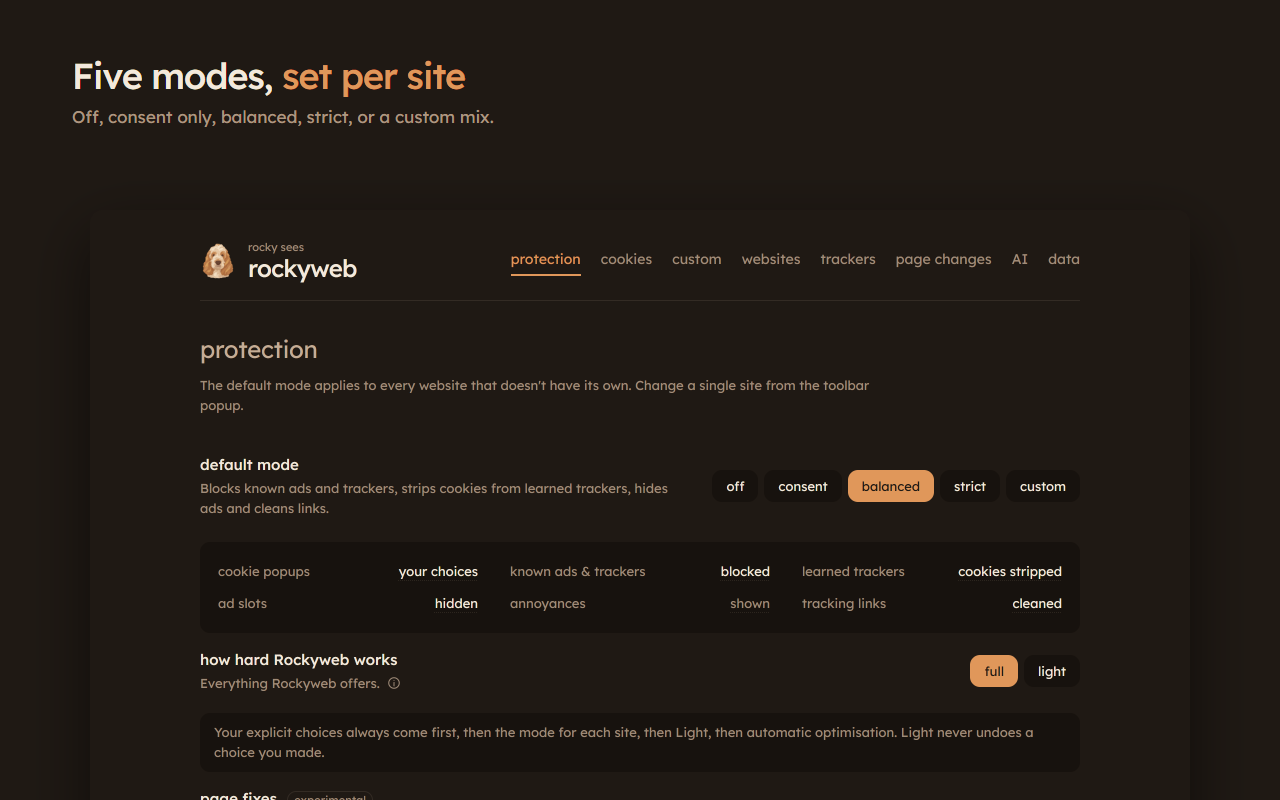 Five modes, set per site
Off, consent only, balanced, strict, or a custom mix.
rocky sees
rockyweb
protection cookies custom websites trackers page changes AI data
protection
The default mode applies to every website that doesn't have its own. Change a single site from the toolbar
popup.
default mode
Blocks known ads and trackers, strips cookies from learned trackers, hides
ads and cleans links.
off consent balanced strict custom
cookie popups your choices known ads & trackers blocked learned trackers cookies stripped
ad slots hidden annoyances shown tracking links cleaned
how hard Rockyweb works
Everything Rockyweb offers.
full light
Your explicit choices always come first, then the mode for each site, then Light, then automatic optimisation. Light never undoes a
choice you made.
page fixes experimental